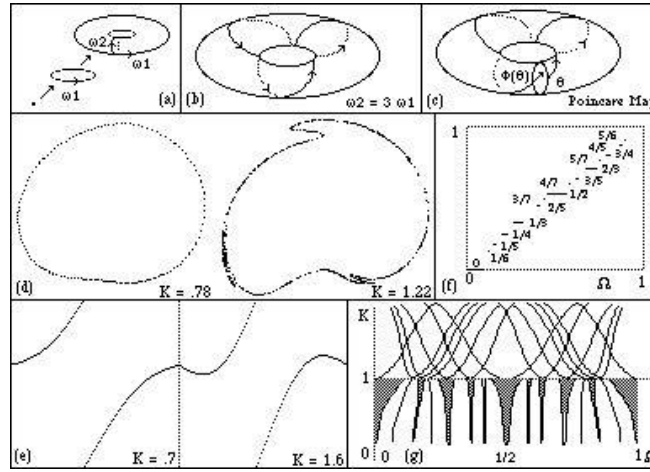 ω2
ω1
ω1
(a)
(b)
ω2 = 3 ω1
Φ(θ)
θ
(c)
Poincare Ma
(d)
K = .78
K = 1.22
1
5/6
4/5
3/4
5/7
2/3
3/5
4/7
1/2
3/7
2/5
1/3
1/4
1/5
1/6
0
(f)
0
Ω
1
(e)
K = .7
K = 1.6
K
1
0
0
1/2
(g)
1 Ω